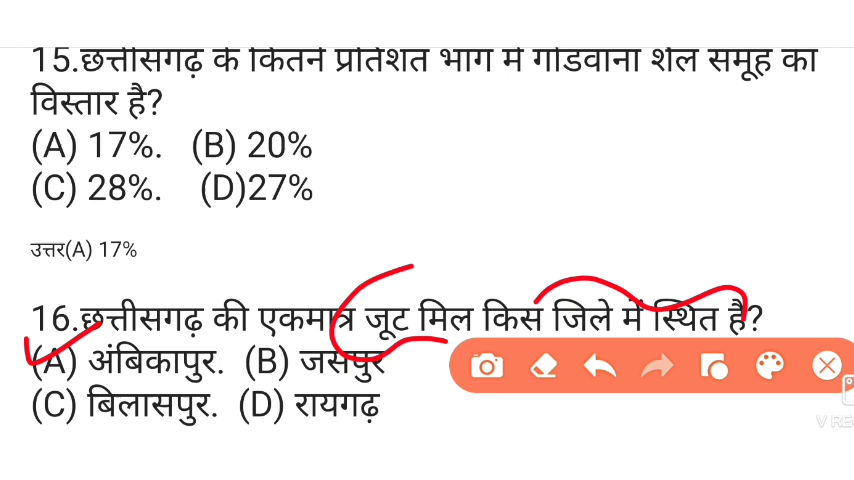 15.छत्तीसगढ़ के कितने प्रतिशत भाग में गोंडवाना शैल समूह का
विस्तार है?
(A) 17%. (B) 20%
(C) 28%. (D)27%
उत्तर(A) 17%
16.छत्तीसगढ़ की एकमात्र जूट मिल किस जिले में स्थित है?
(A) अंबिकापुर. (B) जसपुर
(C) बिलासपुर. (D) रायगढ़